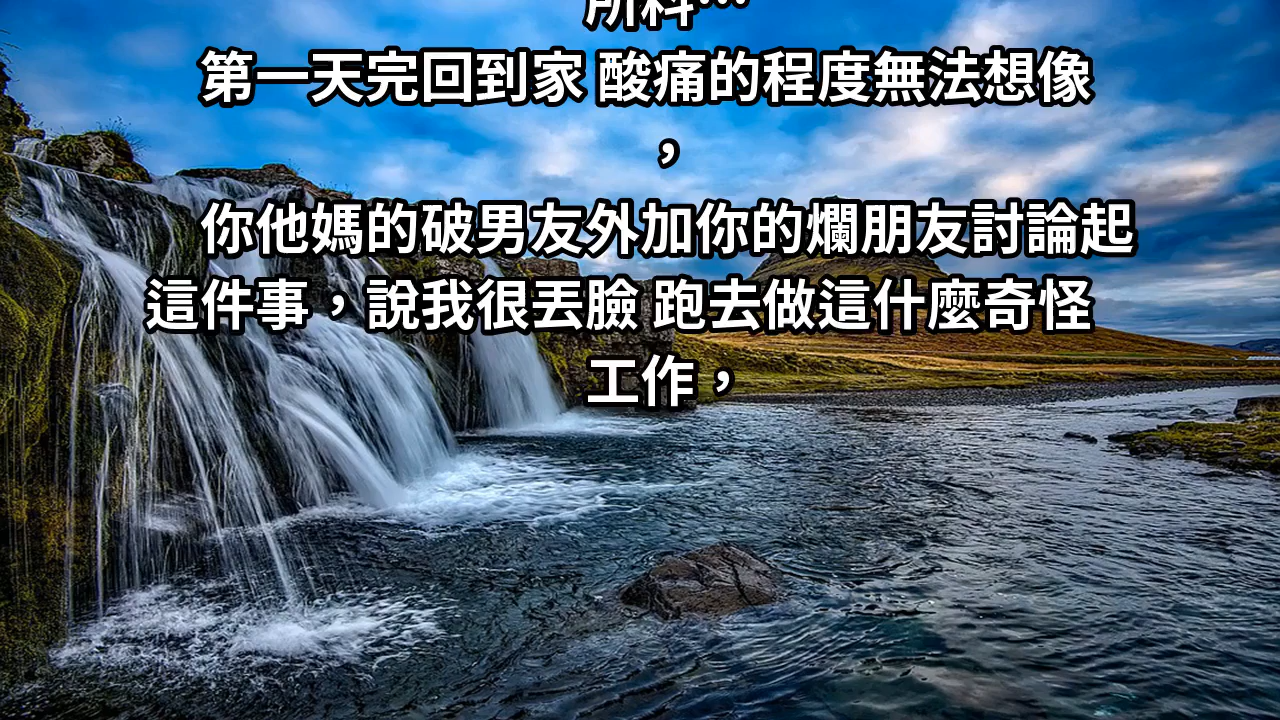 所料⋯
第一天完回到家 酸痛的程度無法想像
，
你他媽的破男友外加你的爛朋友討論起
這件事，說我很丟臉 跑去做這什麼奇怪
工作，